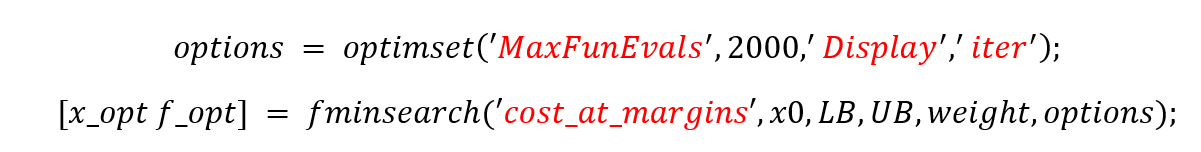 options = optimset('MaxFunEvals',2000,'Display','iter');
[x_opt f_opt] = fminsearch('cost_at_margins',x0,LB,UB,weight,options);